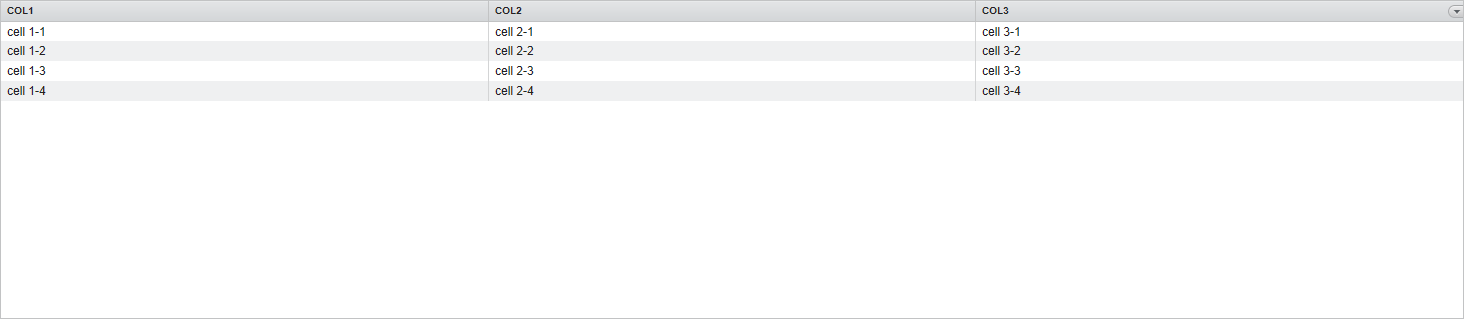 COL1 COL2 COL3
cell 1-1 cell 2-1 cell 3-1
cell 1-2 cell 2-2 cell 3-2
cell 1-3 cell 2-3 cell 3-3
cell 1-4 cell 2-4 cell 3-4